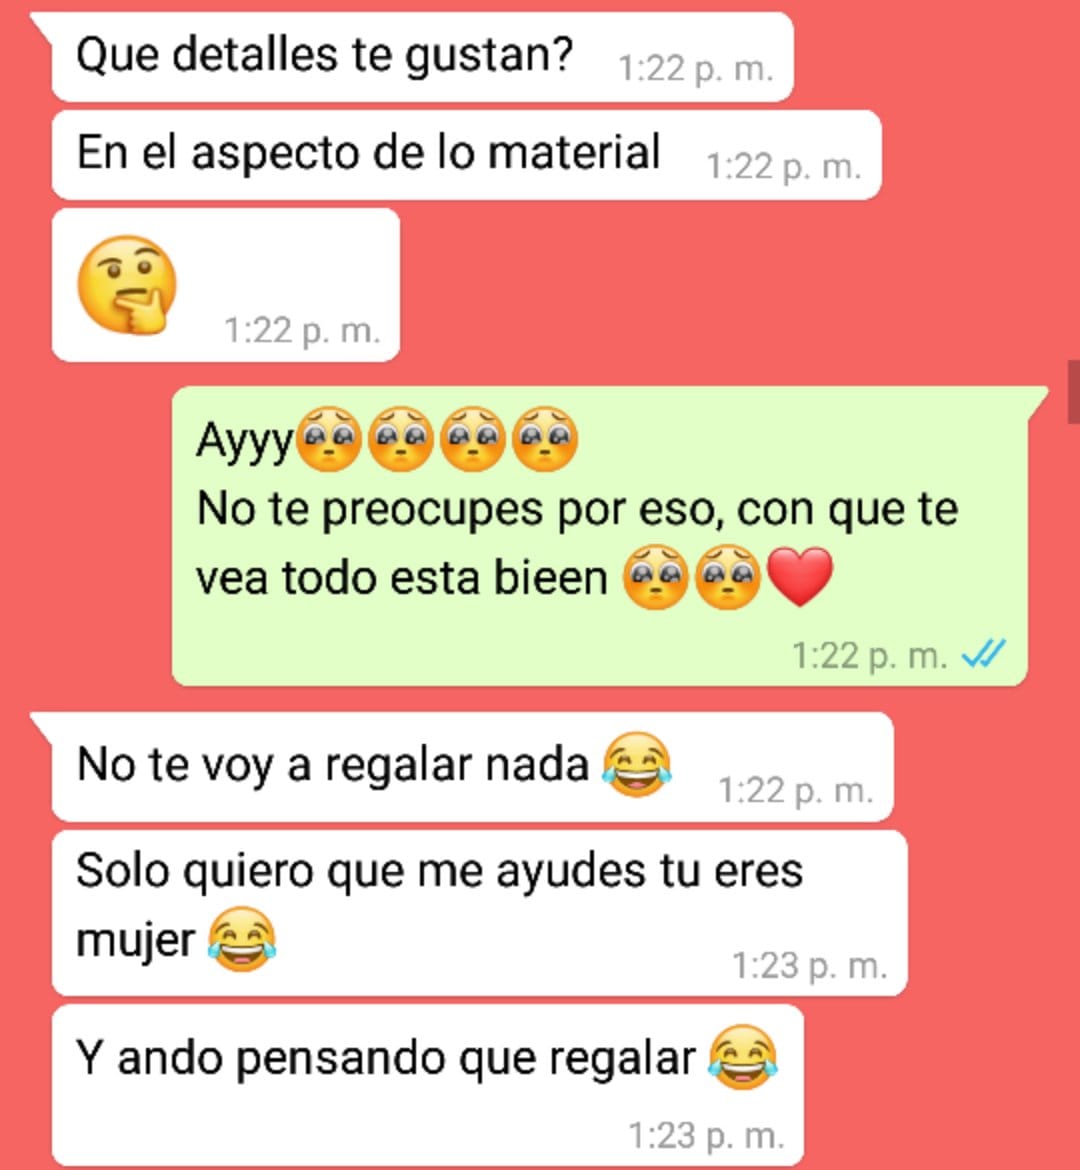 Que detalles te gustan? 1:22 p. m.
En el aspecto de lo material 1:22 p. m.
🤔 1:22 p. m.
Ayyy🥺🥺🥺🥺
No te preocupes por eso, con que te
vea todo esta bieen 🥺🥺❤️
1:22 p. m.
No te voy a regalar nada 😂 1:22 p. m.
Solo quiero que me ayudes tu eres
mujer 😂 1:23 p. m.
Y ando pensando que regalar 😂
1:23 p. m.